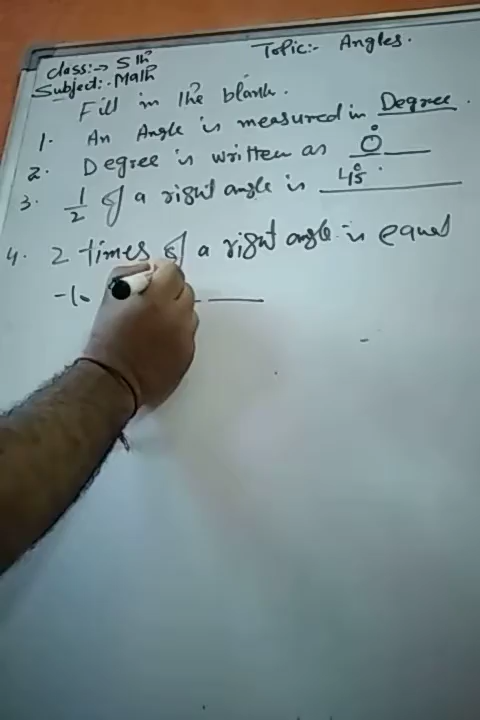 Class:→ 5th
Topic:- Angles.
Subject:- Math
Fill in the blank.
1. An Angle is measured in Degree.
2. Degree is written as 0°
3. 1/2 of a right angle is 45°.
4. 2 times of a right angle is equal
to